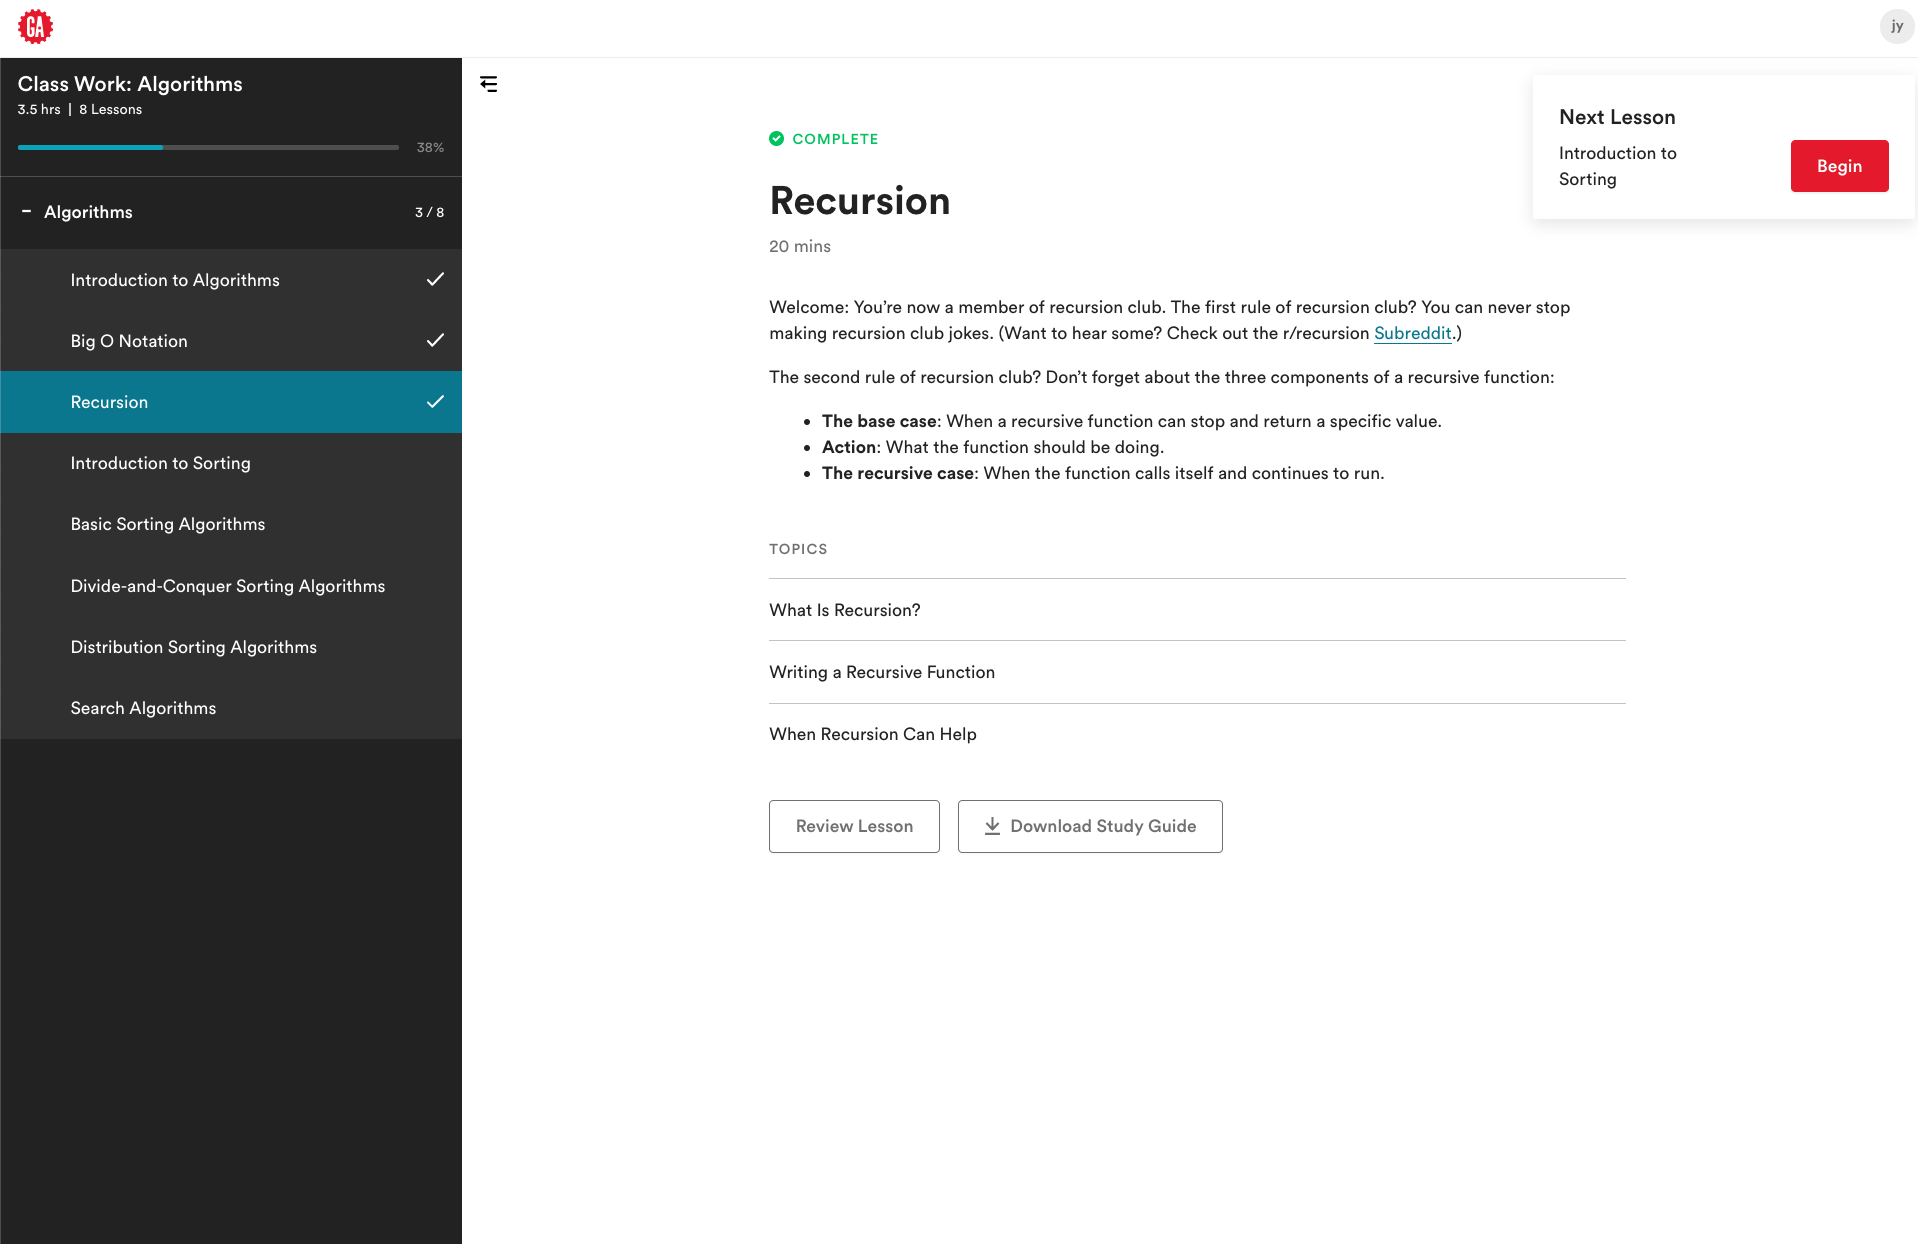 GA
jy
Class Work: Algorithms
3.5 hrs | 8 Lessons
38%
Algorithms
3 / 8
Introduction to Algorithms
Big O Notation
Recursion
Introduction to Sorting
Basic Sorting Algorithms
Divide-and-Conquer Sorting Algorithms
Distribution Sorting Algorithms
Search Algorithms
COMPLETE
Recursion
20 mins
Welcome: You’re now a member of recursion club. The first rule of recursion club? You can never stop
making recursion club jokes. (Want to hear some? Check out the r/recursion Subreddit.)
The second rule of recursion club? Don’t forget about the three components of a recursive function:
• The base case: When a recursive function can stop and return a specific value.
• Action: What the function should be doing.
• The recursive case: When the function calls itself and continues to run.
TOPICS
What Is Recursion?
Writing a Recursive Function
When Recursion Can Help
Review Lesson
Download Study Guide
Next Lesson
Introduction to
Sorting
Begin